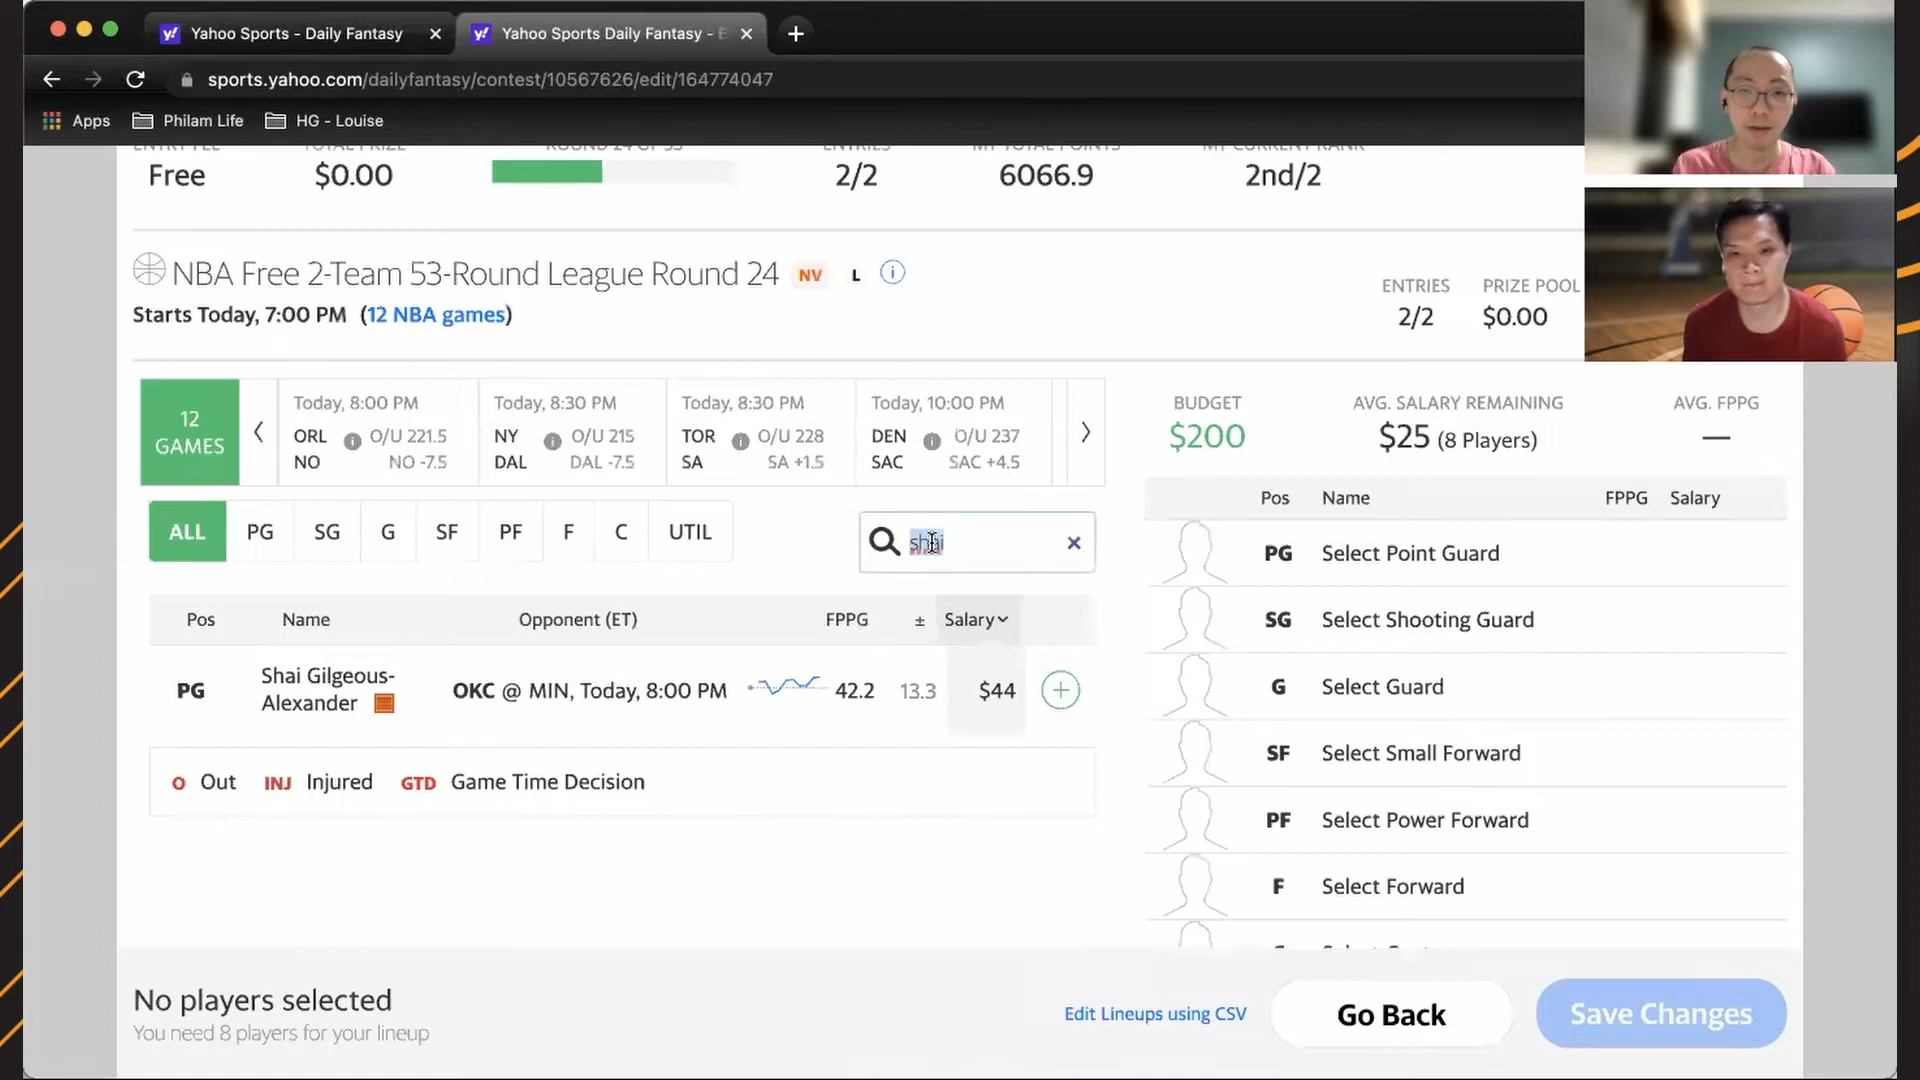 Yahoo Sports - Daily Fantasy
Yahoo Sports Daily Fantasy - E
sports.yahoo.com/dailyfantasy/contest/10567626/edit/164774047
Apps
Philam Life
HG - Louise
Free
$0.00
2/2
6066.9
2nd/2
NBA Free 2-Team 53-Round League Round 24
NV
L
Starts Today, 7:00 PM (12 NBA games)
ENTRIES
2/2
PRIZE POOL
$0.00
12
GAMES
Today, 8:00 PM
ORL O/U 221.5
NO NO -7.5
Today, 8:30 PM
NY O/U 215
DAL DAL -7.5
Today, 8:30 PM
TOR O/U 228
SA SA +1.5
Today, 10:00 PM
DEN O/U 237
SAC SAC +4.5
BUDGET
$200
AVG. SALARY REMAINING
$25 (8 Players)
AVG. FPPG
—
ALL PG SG G SF PF F C UTIL
shai
Pos Name Opponent (ET) FPPG ± Salary
PG Shai Gilgeous-
Alexander
OKC @ MIN, Today, 8:00 PM 42.2 13.3 $44
O Out INJ Injured GTD Game Time Decision
Pos Name FPPG Salary
PG Select Point Guard
SG Select Shooting Guard
G Select Guard
SF Select Small Forward
PF Select Power Forward
F Select Forward
No players selected
You need 8 players for your lineup
Edit Lineups using CSV
Go Back
Save Changes